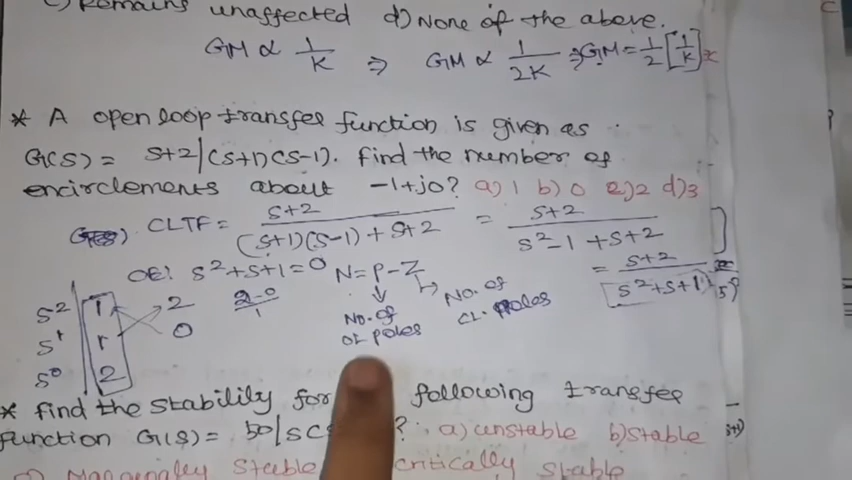 c) Remains unaffected d) None of the above.
GM ∝ 1/K ⇒ GM ∝ 1/2K ⇒ GM = 1/2 [1/K] x
* A open loop transfer function is given as
G(s) = s+2|(s+1)(s-1). find the number of
encirclements about -1+j0? a) 1 b) 0 c) 2 d) 3
CLTF = s+2/((s+1)(s-1)+s+2) = s+2/(s²-1+s+2)
CE: s²+s+1=0 N=P-Z = s+2/(s²+s+1)
s² | 1 2 2-0/1 No. of No. of
s¹ | 1 0 OL poles CL poles
s⁰ | 2
* find the stability for following transfer
function G(s) = 50|s(s ? a) unstable b) stable
c) Marginally stable critically stable